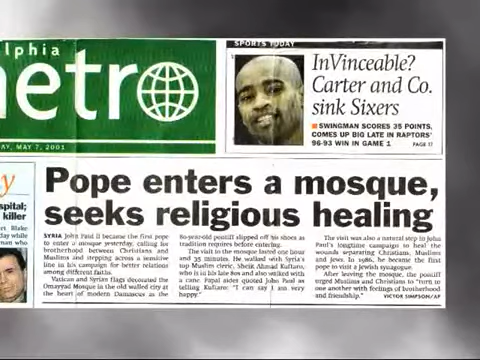 lphia
metro
AY, MAY 7, 2001
SPORTS TODAY
InVinceable?
Carter and Co.
sink Sixers
SWINGMAN SCORES 35 POINTS,
COMES UP BIG LATE IN RAPTORS'
96-93 WIN IN GAME 1
PAGE 17
y
spital;
killer
ert Blake
day while
man who
Pope enters a mosque,
seeks religious healing
SYRIA John Paul II became the first pope
to enter a mosque yesterday, calling for
brotherhood between Christians and
Muslims and stepping across a sensitive
line in his campaign for better relations
among different faiths.
Vatican and Syrian flags decorated the
Omayyad Mosque in the old walled city at
the heart of modern Damascus as the
80-year-old pontiff slipped off his shoes as
tradition requires before entering.
The visit to the mosque lasted one hour
and 35 minutes. He walked with Syria's
top Muslim cleric, Sheik Ahmad Kuftaro,
who is in his late 80s and also walked with
a cane. Papal aides quoted John Paul as
telling Kuftaro: "I can say I am very
happy."
The visit was also a natural step in John
Paul's longtime campaign to heal the
wounds separating Christians, Muslims
and Jews. In 1986, he became the first
pope to visit a Jewish synagogue.
After leaving the mosque, the pontiff
urged Muslims and Christians to "turn to
one another with feelings of brotherhood
and friendship."
VICTOR SIMPSON/AP